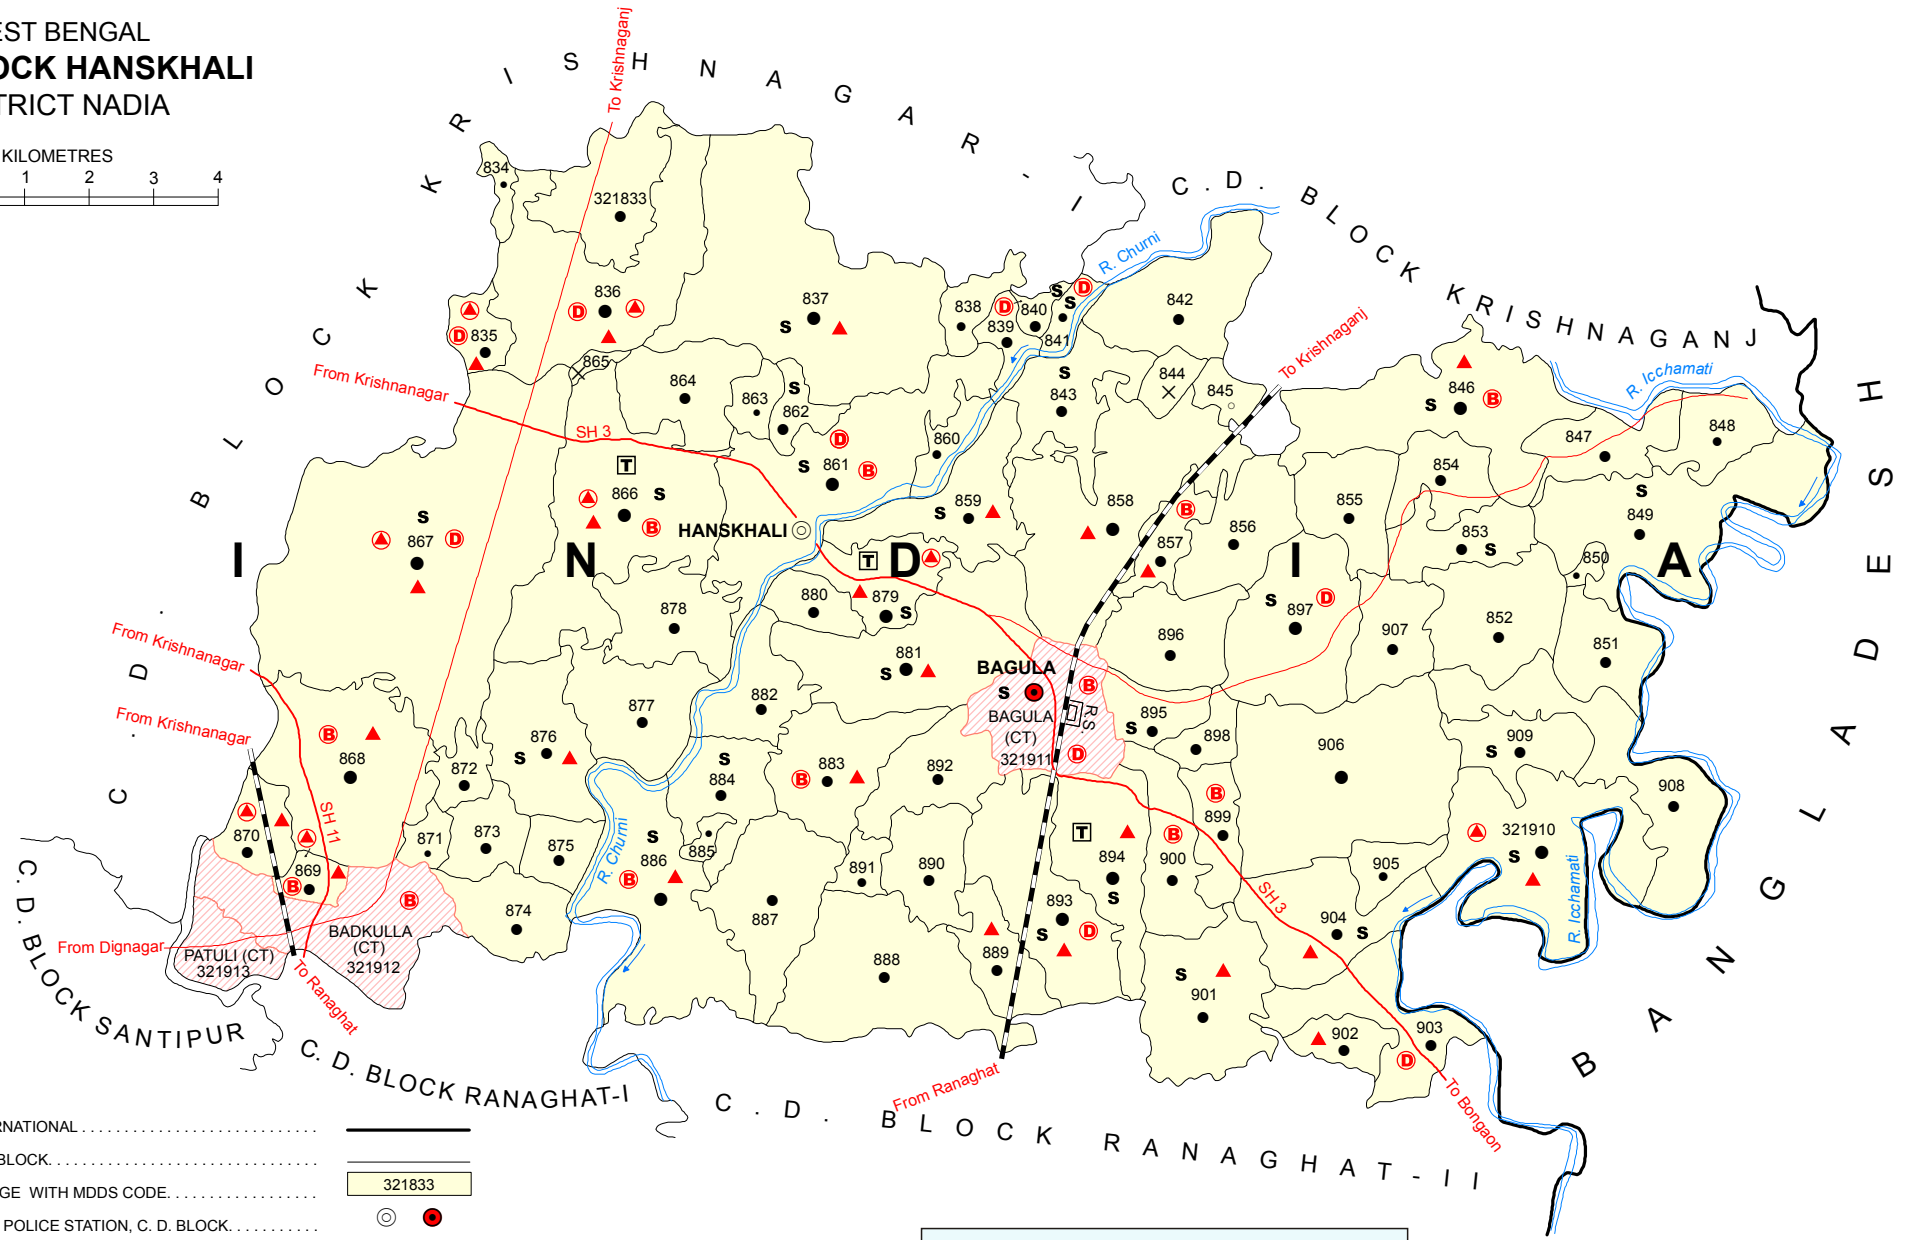 EST BENGAL
OCK HANSKHALI
TRICT NADIA
KILOMETRES
1 2 3 4
C. D. BLOCK KRISHNAGAR-I
C. D. BLOCK KRISHNAGANJ
BANGLADESH
C. D. BLOCK SANTIPUR
C. D. BLOCK RANAGHAT-I
C. D. BLOCK RANAGHAT-II
INDIA
To Krishnaganj
834
321833
R. Churni
842
836
D
837
S
838
D
839
840
S
S
D
841
835
D
865
To Krishnaganj
From Krishnanagar
864
863
S
862
S
843
844
845
846
S
B
R. Icchamati
847
848
SH 3
T
866
S
B
D
861
S
B
860
HANSKHALI
859
S
858
B
857
856
855
854
853
S
S
849
850
S
867
D
T
880
879
S
878
S
897
D
907
852
851
896
881
S
From Krishnanagar
From Krishnanagar
BAGULA
S
B
R.S.
BAGULA
(CT)
321911
D
882
877
876
S
895
S
898
906
909
S
908
B
868
872
S
884
B
883
892
SH 11
870
869
B
871
873
875
885
S
886
B
R. Churni
891
890
887
T
894
S
B
899
B
900
321910
S
905
R. Icchamati
SH 3
904
S
893
S
D
889
888
874
B
BADKULLA
(CT)
321912
PATULI (CT)
321913
From Dignagar
To Ranaghat
S
901
902
903
D
From Ranaghat
To Bongaon
RNATIONAL
BLOCK
GE WITH MDDS CODE
321833
POLICE STATION, C. D. BLOCK